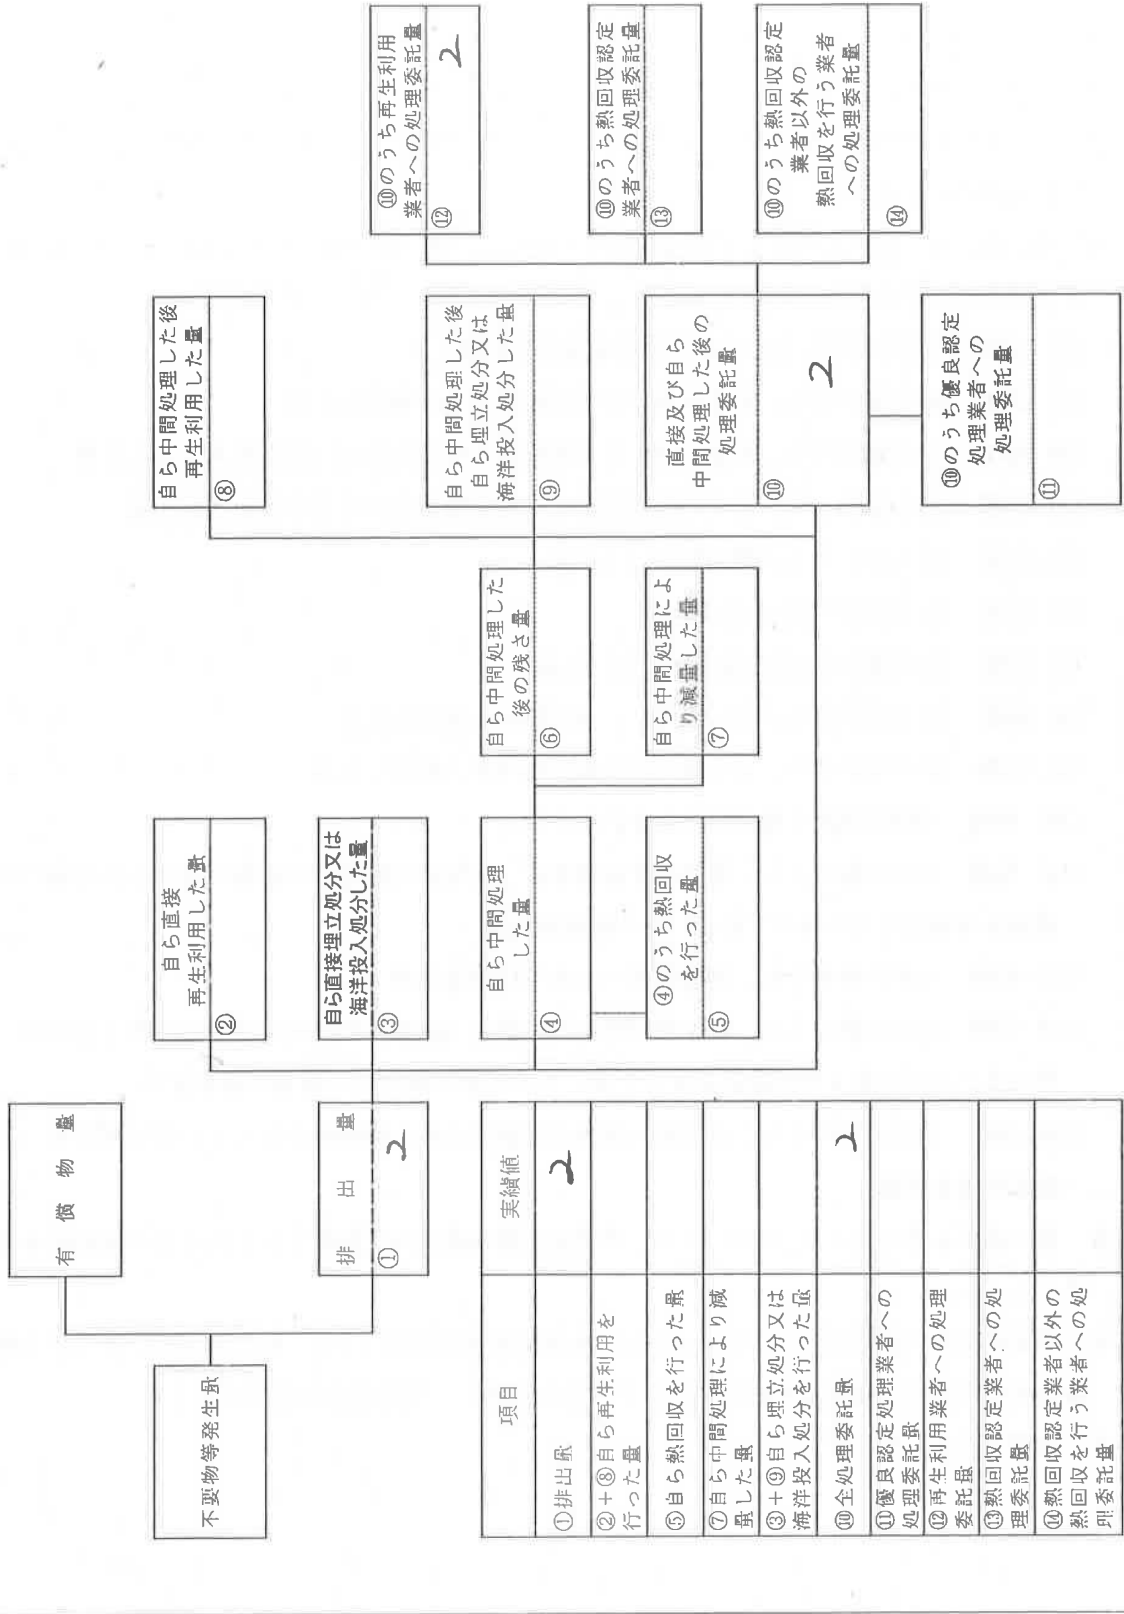 有償物量
不要物等発生量
排出量
①
2
自ら直接
再生利用した量
②
自ら直接埋立処分又は
海洋投入処分した量
③
自ら中間処理
した量
④
④のうち熱回収
を行った量
⑤
自ら中間処理した
後の残さ量
⑥
自ら中間処理によ
り減量した量
⑦
自ら中間処理した後
再生利用した量
⑧
自ら中間処理した後
自ら埋立処分又は
海洋投入処分した量
⑨
直接及び自ら
中間処理した後の
処理委託量
⑩
2
⑩のうち優良認定
処理業者への
処理委託量
⑪
⑩のうち再生利用
業者への処理委託量
⑫
2
⑩のうち熱回収認定
業者への処理委託量
⑬
⑩のうち熱回収認定
業者以外の
熱回収を行う業者
への処理委託量
⑭
項目 実績値
①排出量 2
②+⑧自ら再生利用を
行った量
⑤自ら熱回収を行った量
⑦自ら中間処理により減
量した量
③+⑨自ら埋立処分又は
海洋投入処分を行った量
⑩全処理委託量 2
⑪優良認定処理業者への
処理委託量
⑫再生利用業者への処理
委託量
⑬熱回収認定業者への処
理委託量
⑭熱回収認定業者以外の
熱回収を行う業者への処
理委託量